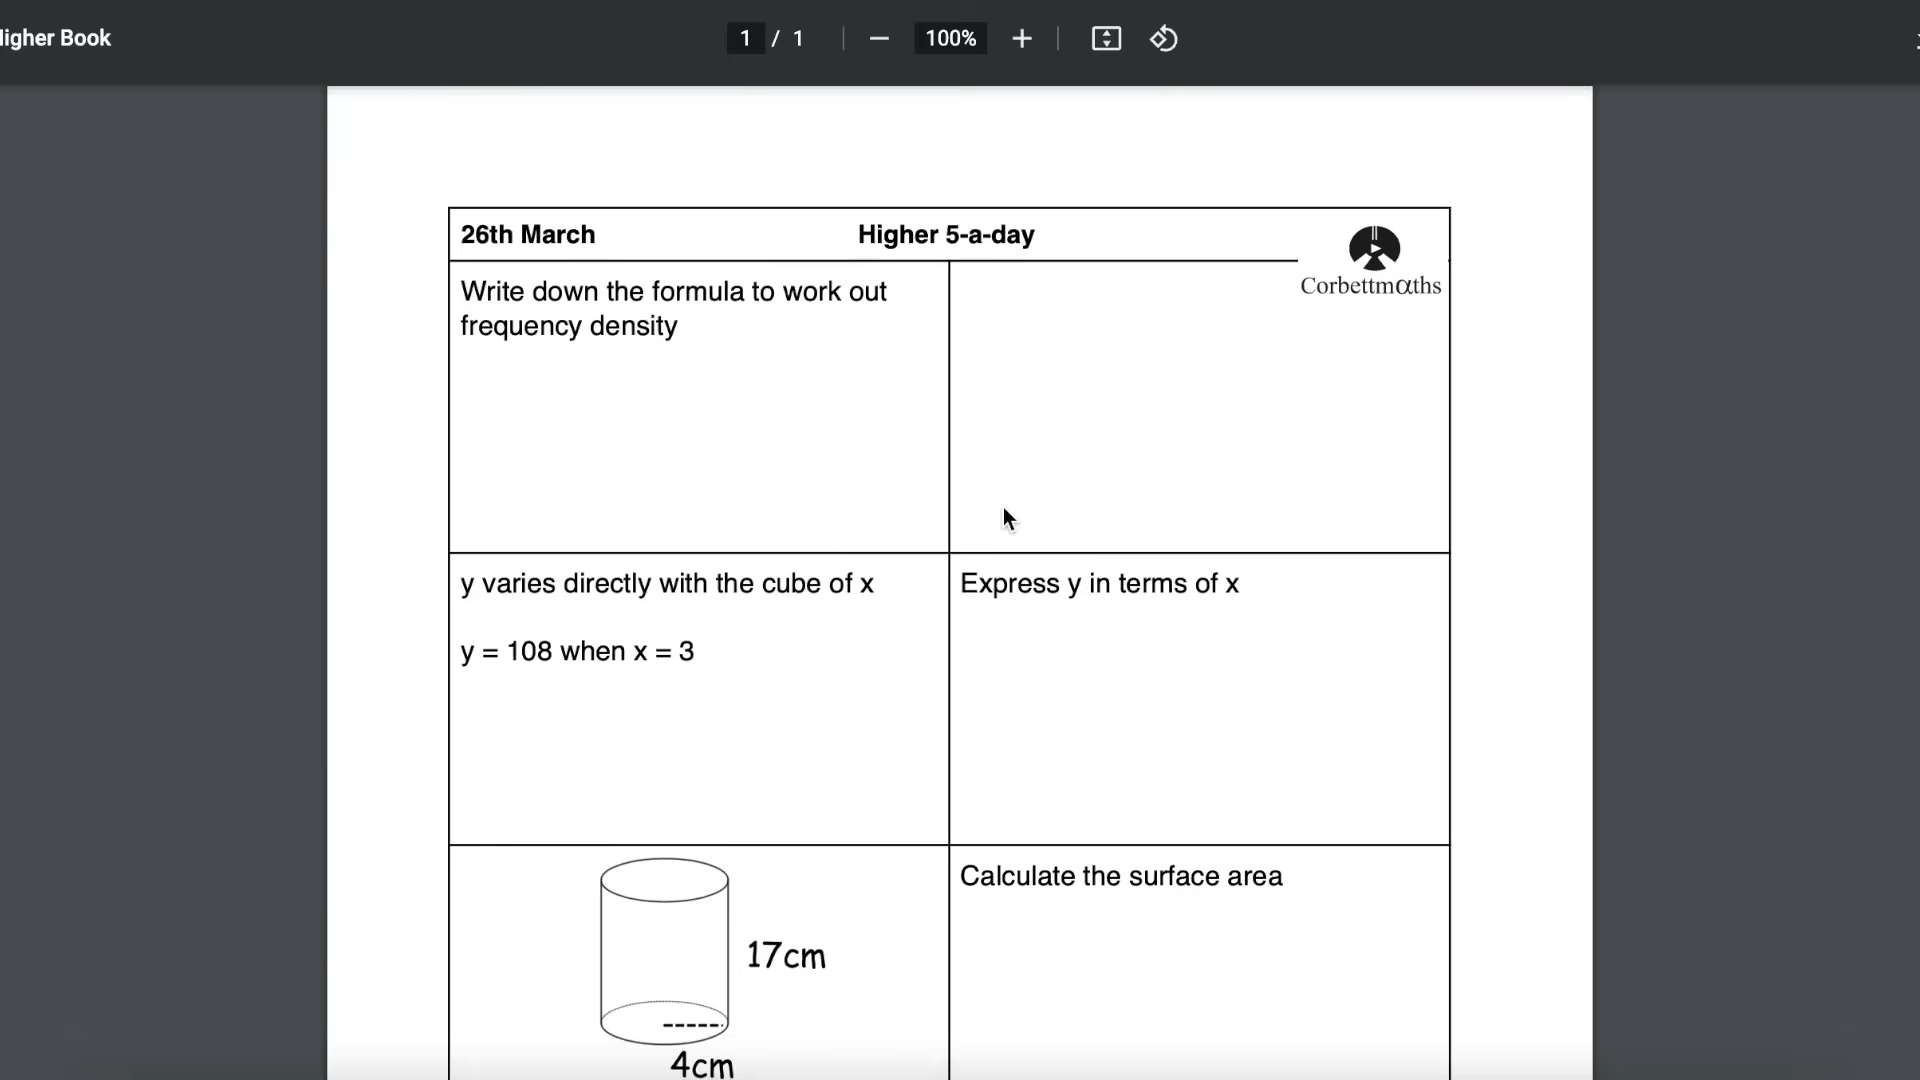 igher Book
1 / 1
100%
26th March
Higher 5-a-day
Corbettmαths
Write down the formula to work out
frequency density
y varies directly with the cube of x
y = 108 when x = 3
Express y in terms of x
17cm
4cm
Calculate the surface area